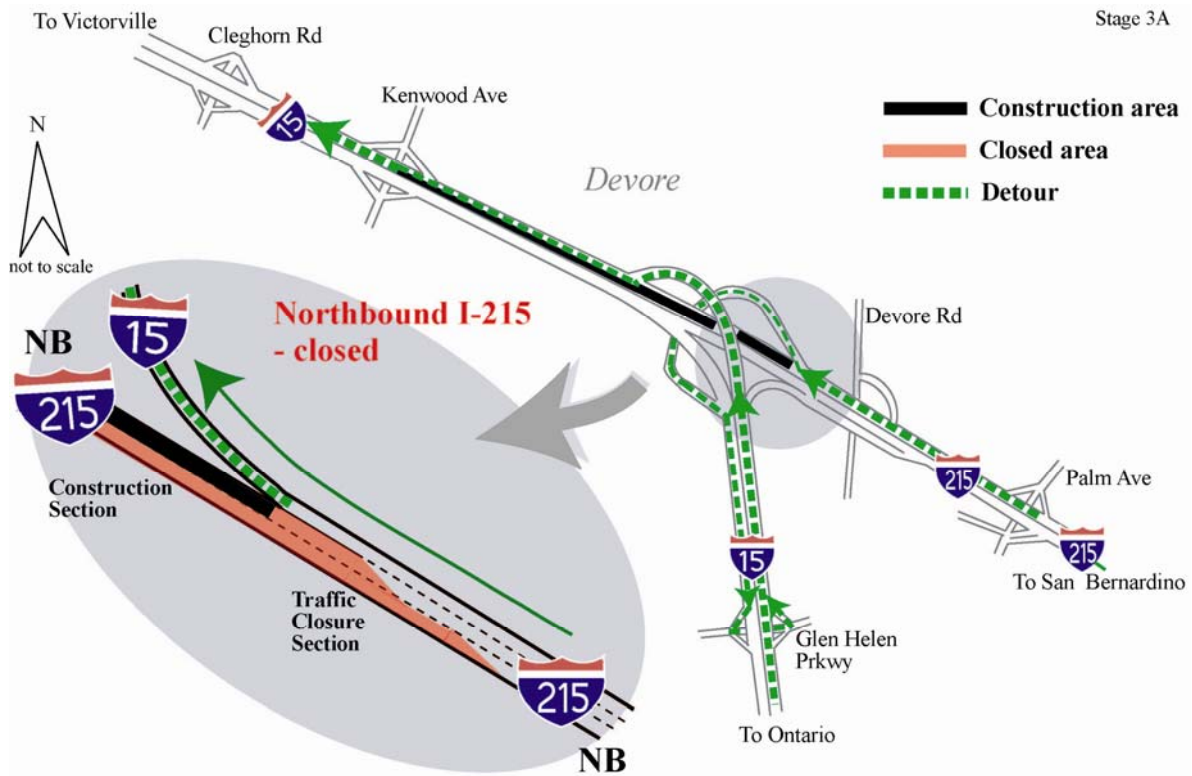 To Victorville
Stage 3A
Cleghorn Rd
Kenwood Ave
15
N
not to scale
Devore
Construction area
Closed area
Detour
Northbound I-215
- closed
Devore Rd
15
NB
215
Construction
Section
Traffic
Closure
Section
215
NB
215
Palm Ave
215
To San Bernardino
15
Glen Helen
Prkwy
To Ontario